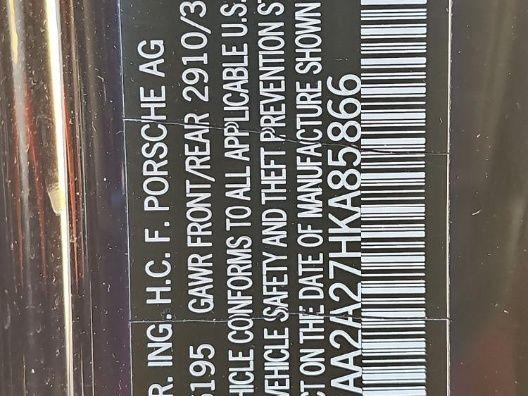 R. ING. H.C. F. PORSCHE AG
5195 GAWR FRONT/REAR 2910/3
HICLE CONFORMS TO ALL APPLICABLE U.S.
VEHICLE SAFETY AND THEFT PREVENTION S
CT ON THE DATE OF MANUFACTURE SHOWN
AA2A27HKA85866